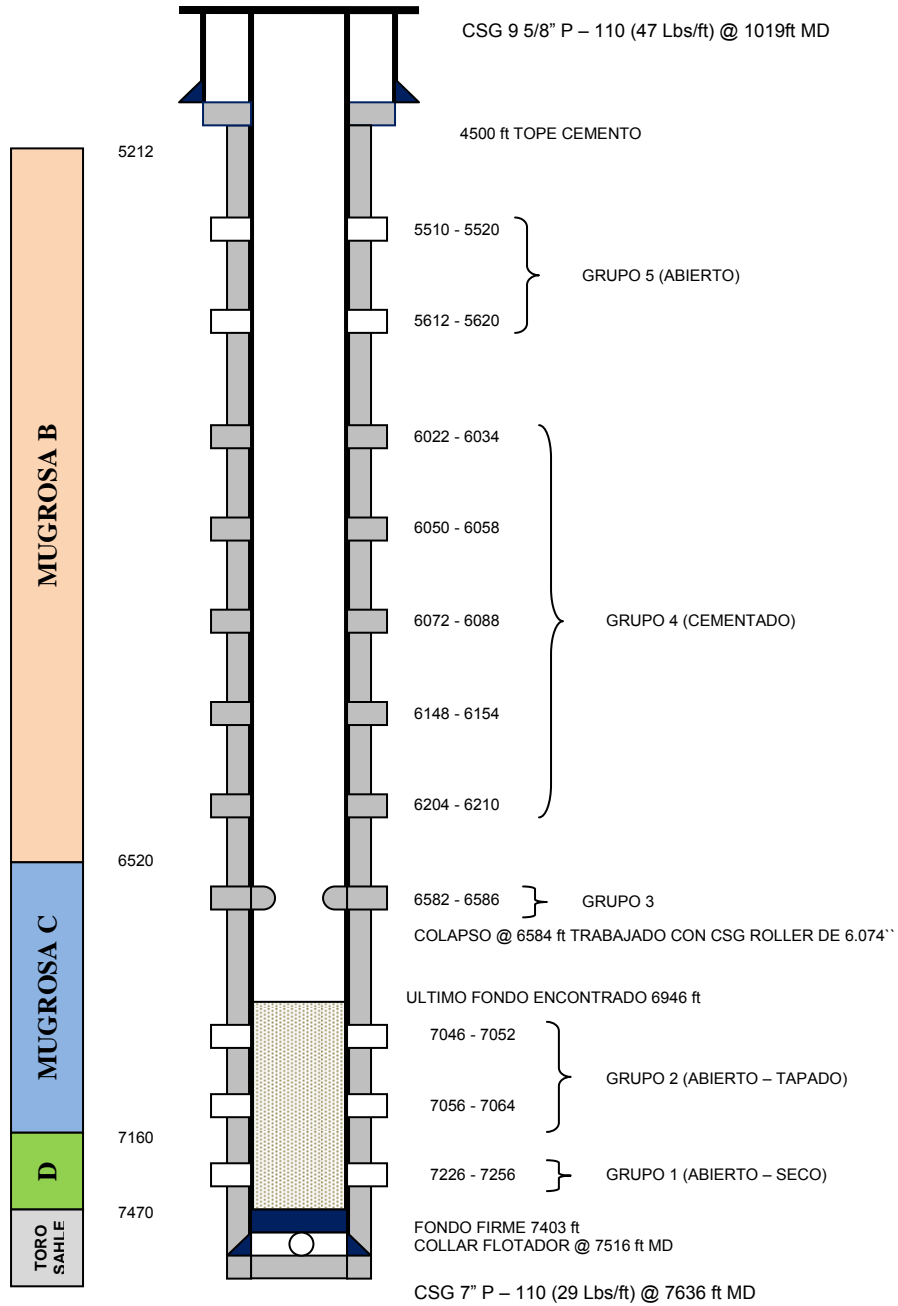 CSG 9 5/8” P – 110 (47 Lbs/ft) @ 1019ft MD
4500 ft TOPE CEMENTO
5212
5510 - 5520
GRUPO 5 (ABIERTO)
5612 - 5620
MUGROSA B
6022 - 6034
6050 - 6058
6072 - 6088
GRUPO 4 (CEMENTADO)
6148 - 6154
6204 - 6210
6520
6582 - 6586
GRUPO 3
COLAPSO @ 6584 ft TRABAJADO CON CSG ROLLER DE 6.074``
MUGROSA C
ULTIMO FONDO ENCONTRADO 6946 ft
7046 - 7052
GRUPO 2 (ABIERTO – TAPADO)
7056 - 7064
7160
D
7226 - 7256
GRUPO 1 (ABIERTO – SECO)
7470
TORO
SAHLE
FONDO FIRME 7403 ft
COLLAR FLOTADOR @ 7516 ft MD
CSG 7” P – 110 (29 Lbs/ft) @ 7636 ft MD